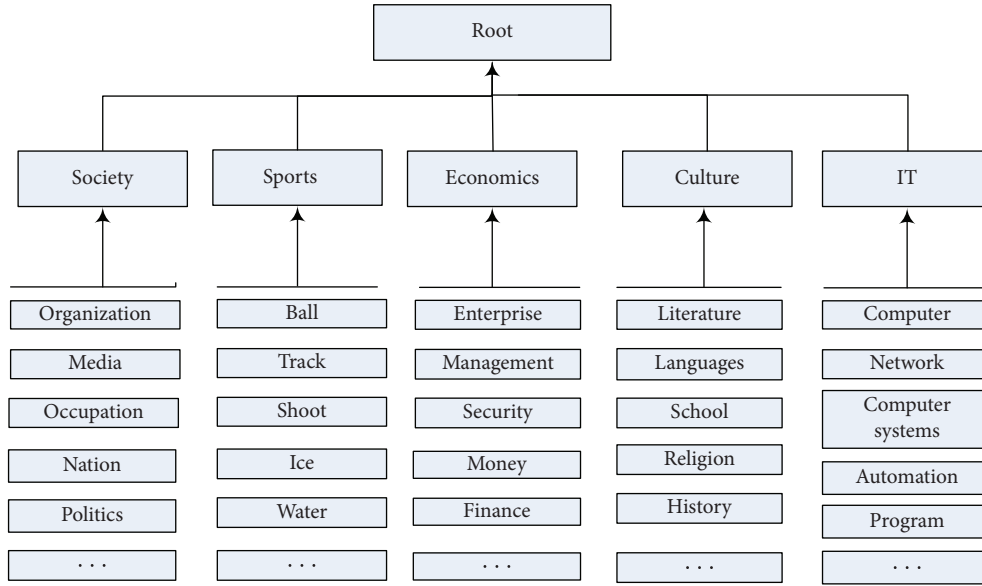 Root
Society
Sports
Economics
Culture
IT
Organization
Ball
Enterprise
Literature
Computer
Media
Track
Management
Languages
Network
Occupation
Shoot
Security
School
Computer
systems
Nation
Ice
Money
Religion
Automation
Politics
Water
Finance
History
Program
. . .
. . .
. . .
. . .
. . .